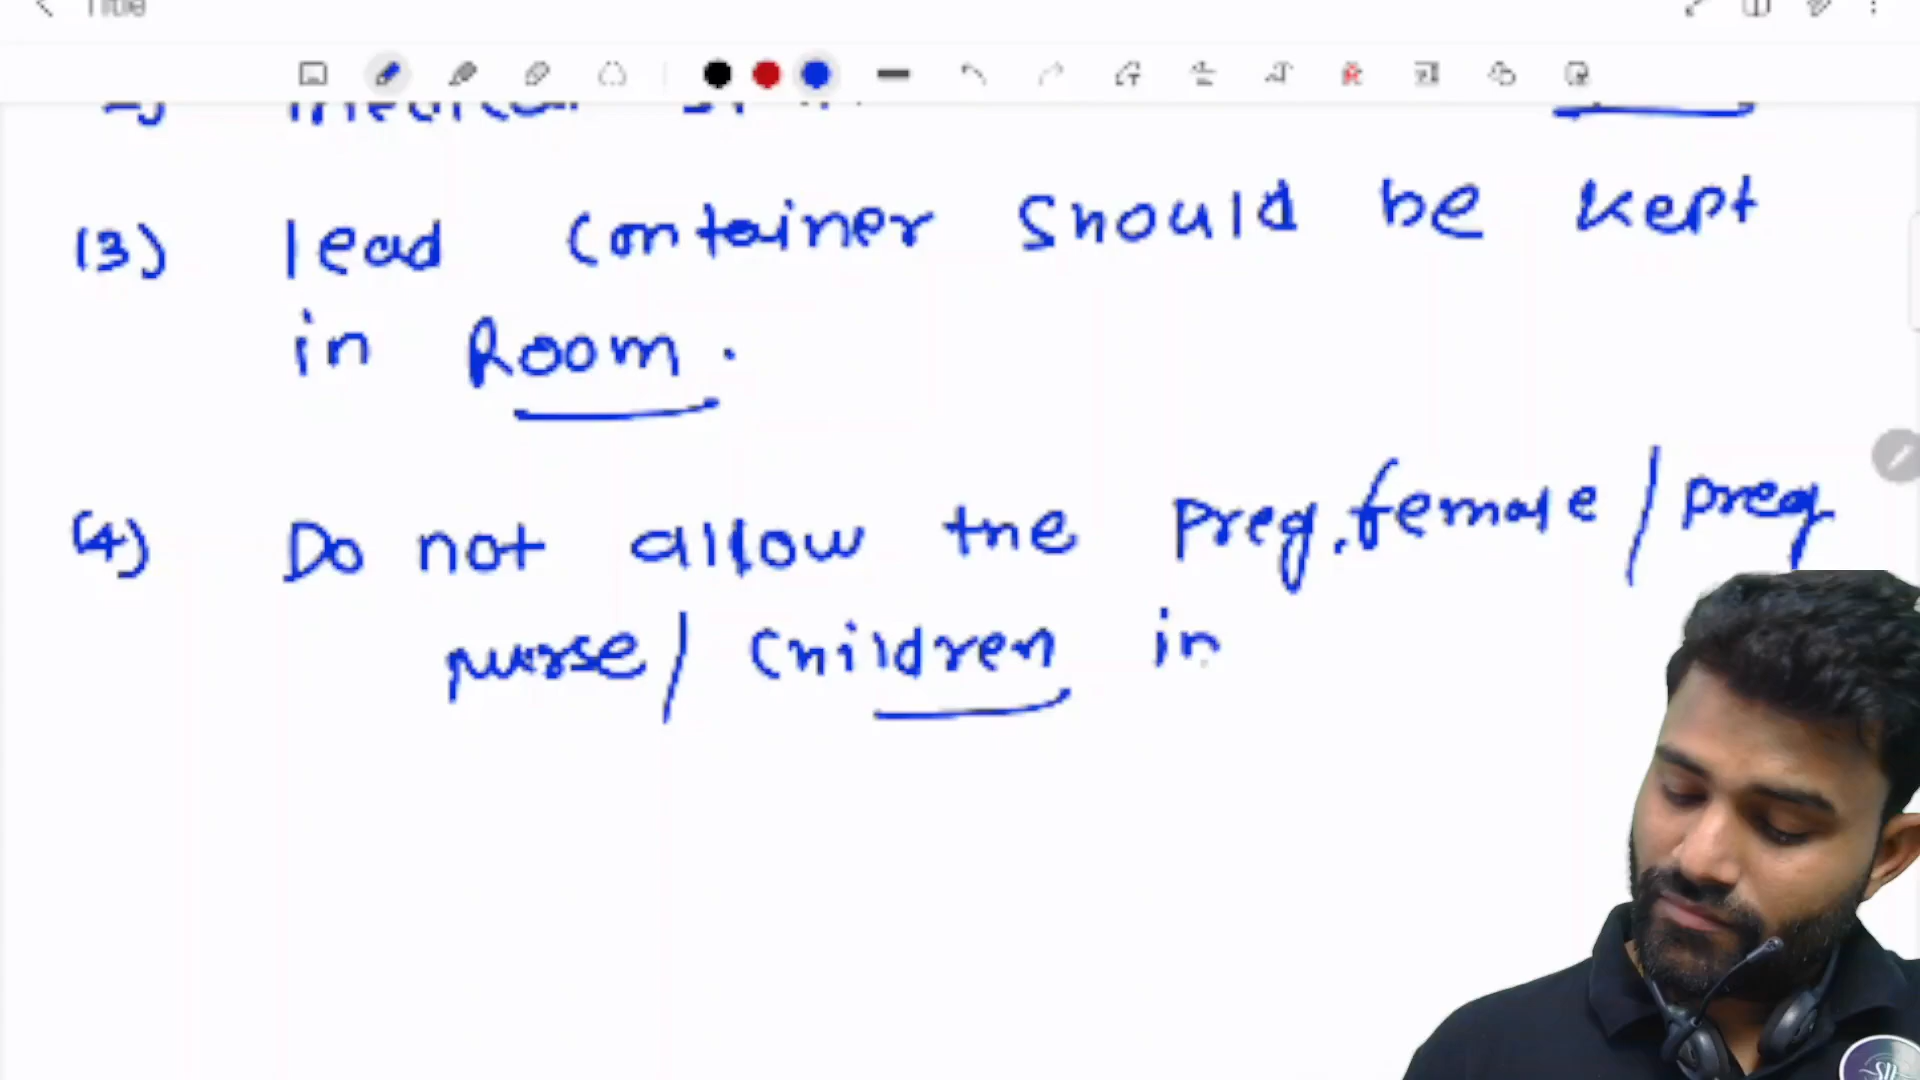 Title
(3) lead container should be kept
in Room.
(4) Do not allow the preg. female / preg
nurse / children in